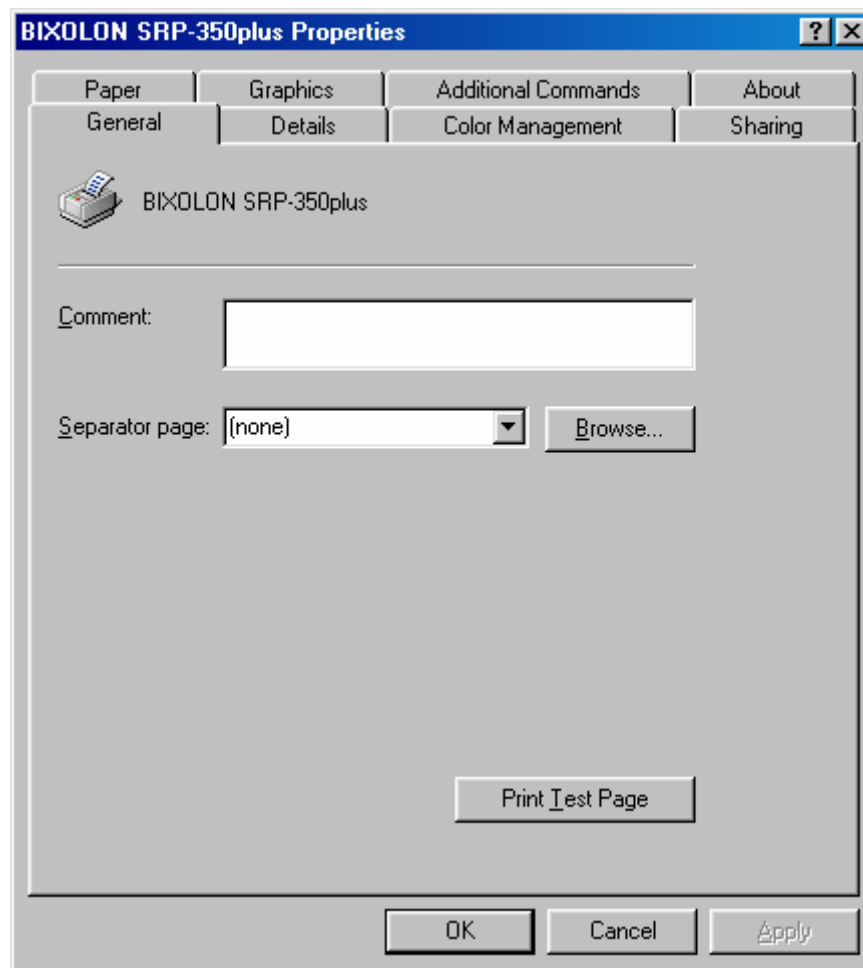 BIXOLON SRP-350plus Properties
Paper Graphics Additional Commands About
General Details Color Management Sharing
BIXOLON SRP-350plus
Comment:
Separator page: (none) Browse...
Print Test Page
OK Cancel Apply